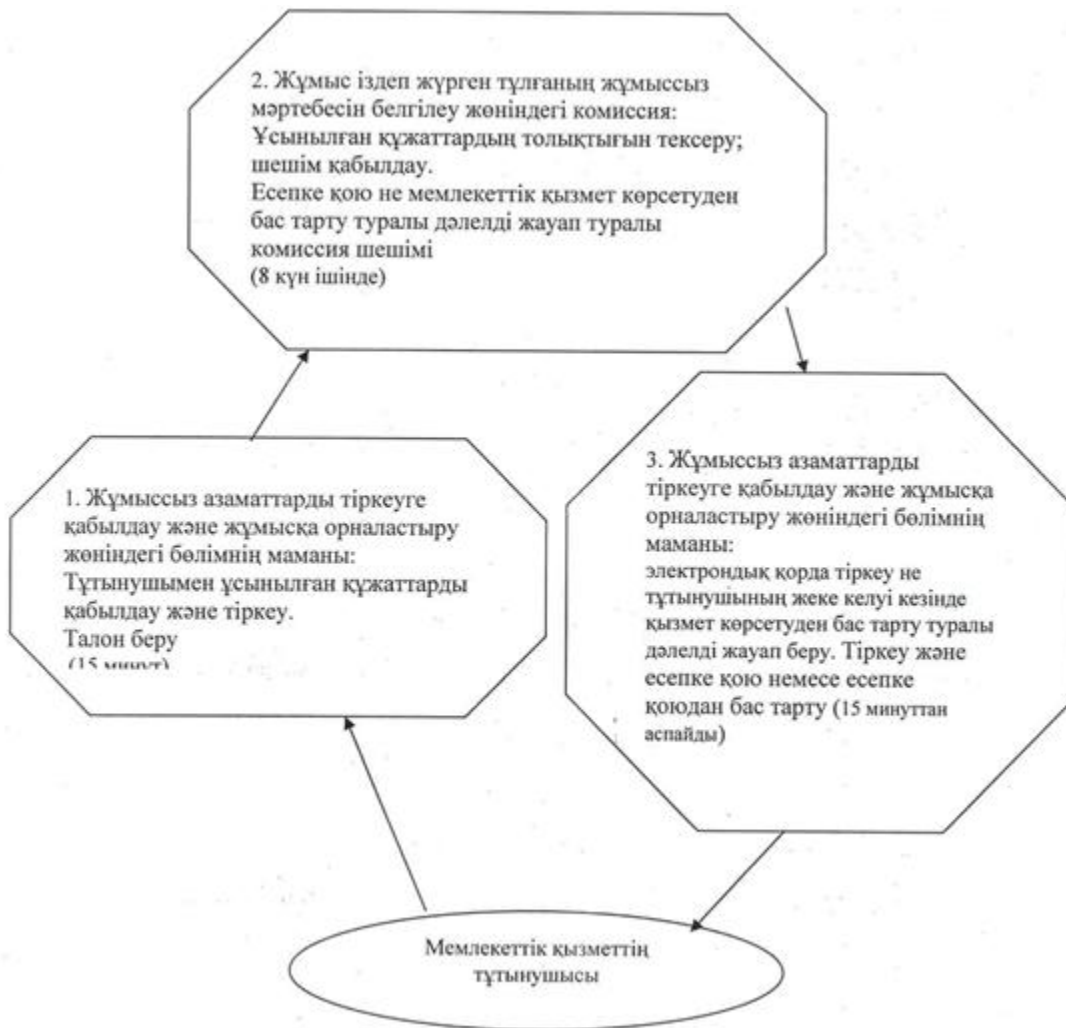 2. Жұмыс іздеп жүрген тұлғаның жұмыссыз
мәртебесін белгілеу жөніндегі комиссия:
Ұсынылған құжаттардың толықтығын тексеру;
шешім қабылдау.
Есепке қою не мемлекеттік қызмет көрсетуден
бас тарту туралы дәлелді жауап туралы
комиссия шешімі
(8 күн ішінде)
1. Жұмыссыз азаматтарды тіркеуге
қабылдау және жұмысқа орналастыру
жөніндегі бөлімнің маманы:
Тұтынушымен ұсынылған құжаттарды
қабылдау және тіркеу.
Талон беру
(15 минут)
3. Жұмыссыз азаматтарды
тіркеуге қабылдау және жұмысқа
орналастыру жөніндегі бөлімнің
маманы:
электрондық қорда тіркеу не
тұтынушының жеке келуі кезінде
қызмет көрсетуден бас тарту туралы
дәлелді жауап беру. Тіркеу және
есепке қою немесе есепке
қоюдан бас тарту (15 минуттан
аспайды)
Мемлекеттік қызметтің
тұтынушысы